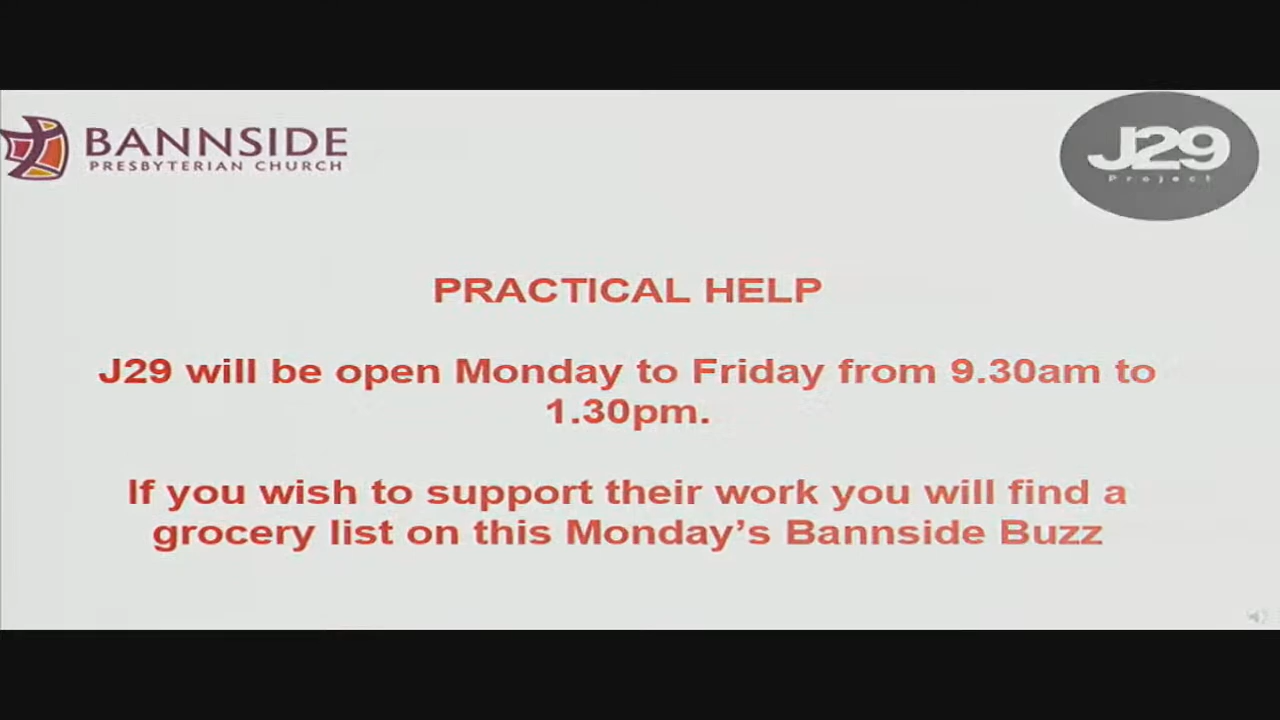 BANNSIDE
PRESBYTERIAN CHURCH
J29
Project
PRACTICAL HELP
J29 will be open Monday to Friday from 9.30am to
1.30pm.
If you wish to support their work you will find a
grocery list on this Monday’s Bannside Buzz